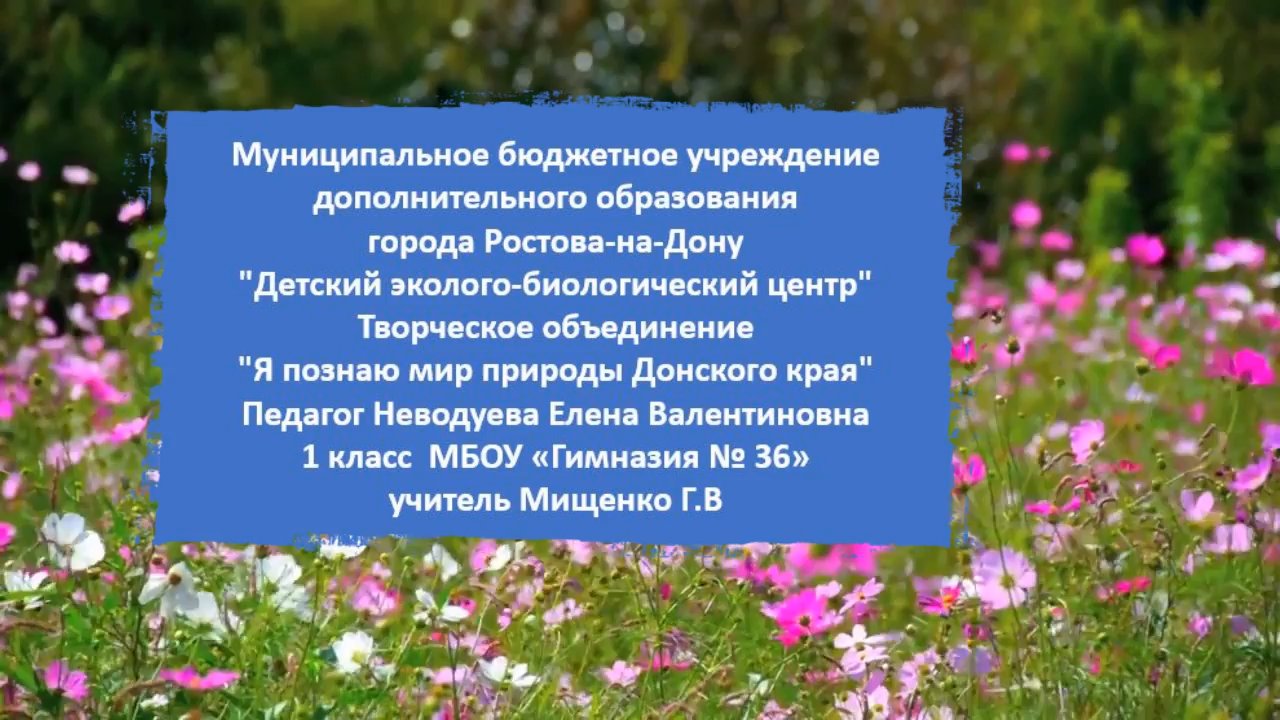 Муниципальное бюджетное учреждение
дополнительного образования
города Ростова-на-Дону
"Детский эколого-биологический центр"
Творческое объединение
"Я познаю мир природы Донского края"
Педагог Неводуева Елена Валентиновна
1 класс  МБОУ «Гимназия № 36»
учитель Мищенко Г.В